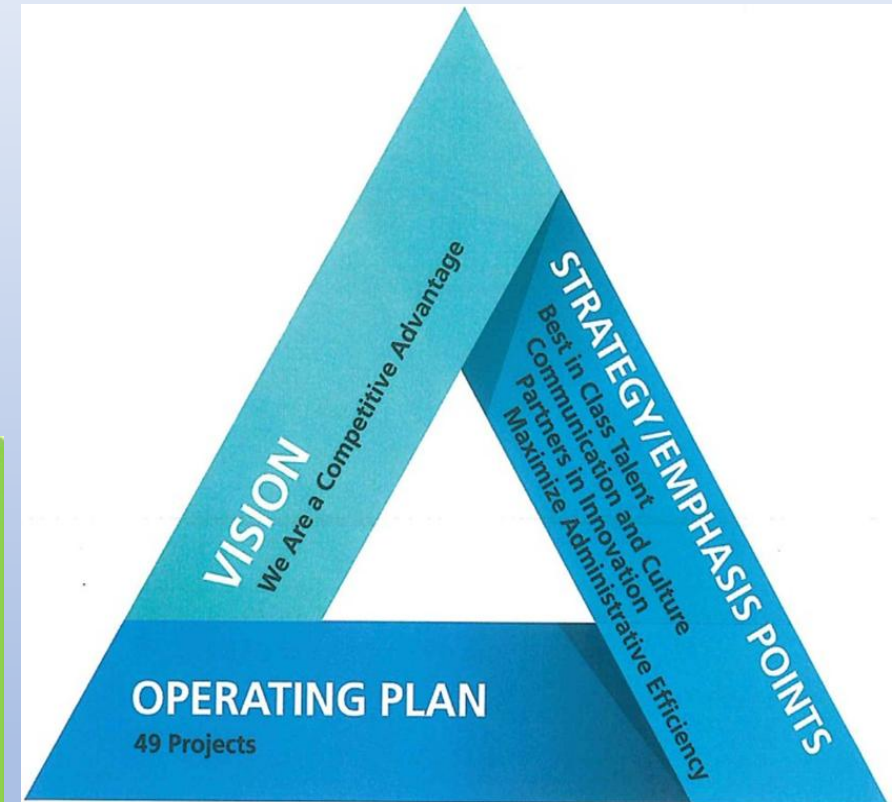 VISION
We Are a Competitive Advantage
STRATEGY/EMPHASIS POINTS
Best in Class Talent
Communication and Culture
Partners in Innovation
Maximize Administrative Efficiency
OPERATING PLAN
49 Projects